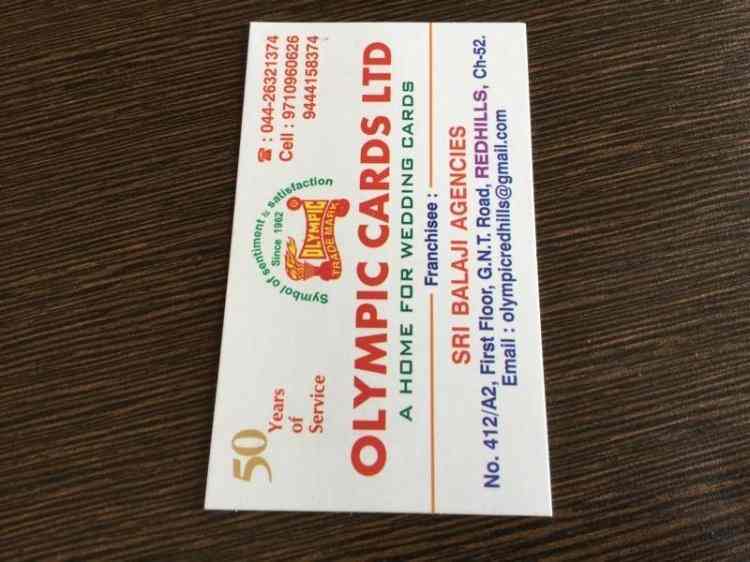 50
Years
of
Service
Symbol of sentiment & satisfaction
Since 1962
OLYMPIC
TRADE MARK
☎ : 044-26321374
Cell : 9710960626
9444158374
OLYMPIC CARDS LTD
A HOME FOR WEDDING CARDS
Franchisee :
SRI BALAJI AGENCIES
No. 412/A2, First Floor, G.N.T. Road, REDHILLS, Ch-52.
Email : olympicredhills@gmail.com